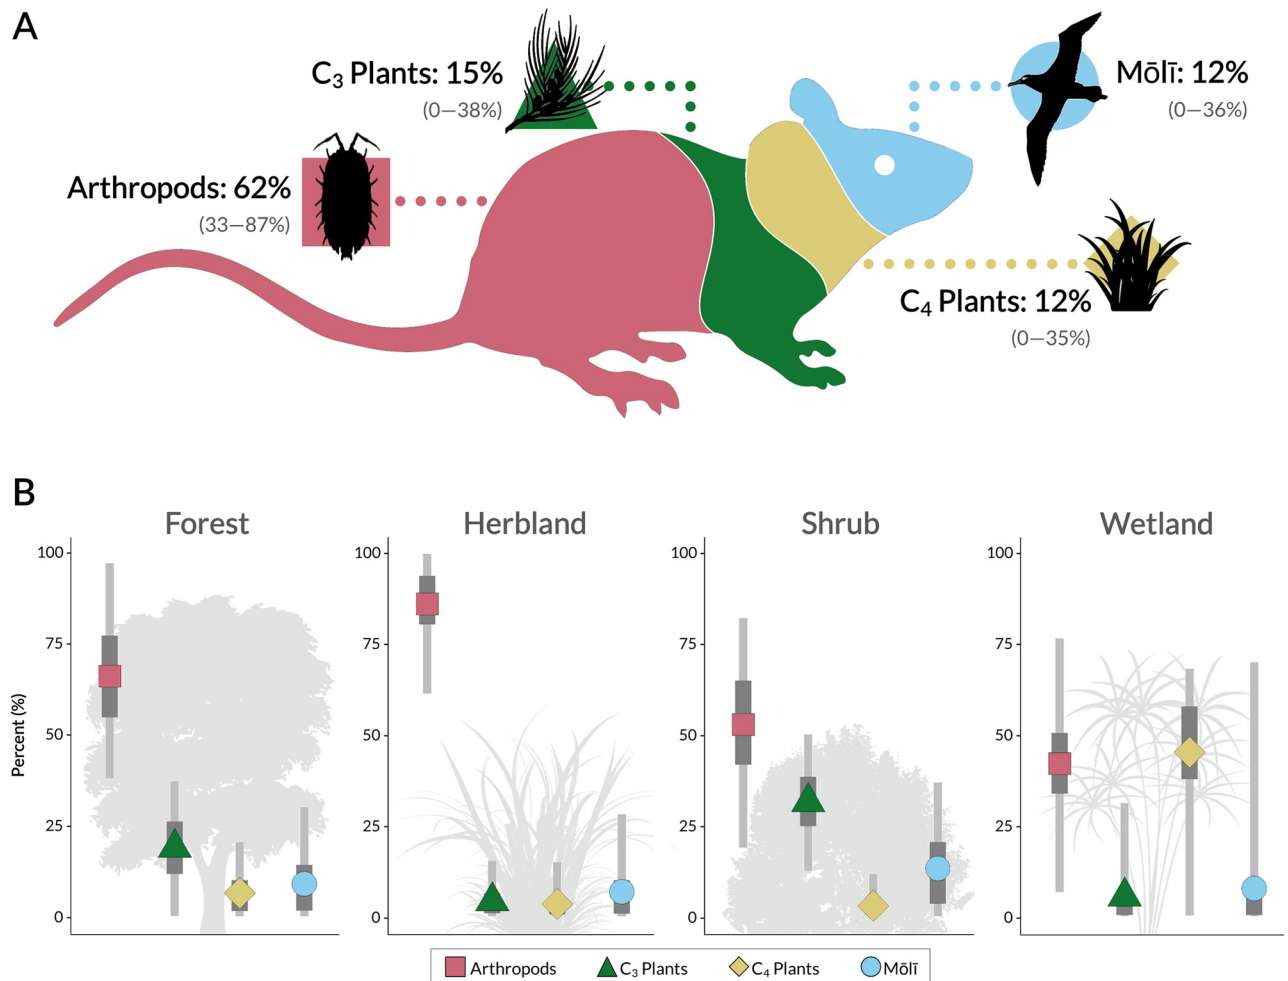 A
C₃ Plants: 15%
(0—38%)
Mōlī: 12%
(0—36%)
Arthropods: 62%
(33—87%)
C₄ Plants: 12%
(0—35%)
B
Forest
Herbland
Shrub
Wetland
Percent (%)
100
75
50
25
0
100
75
50
25
0
100
75
50
25
0
100
75
50
25
0
Arthropods
C₃ Plants
C₄ Plants
Mōlī